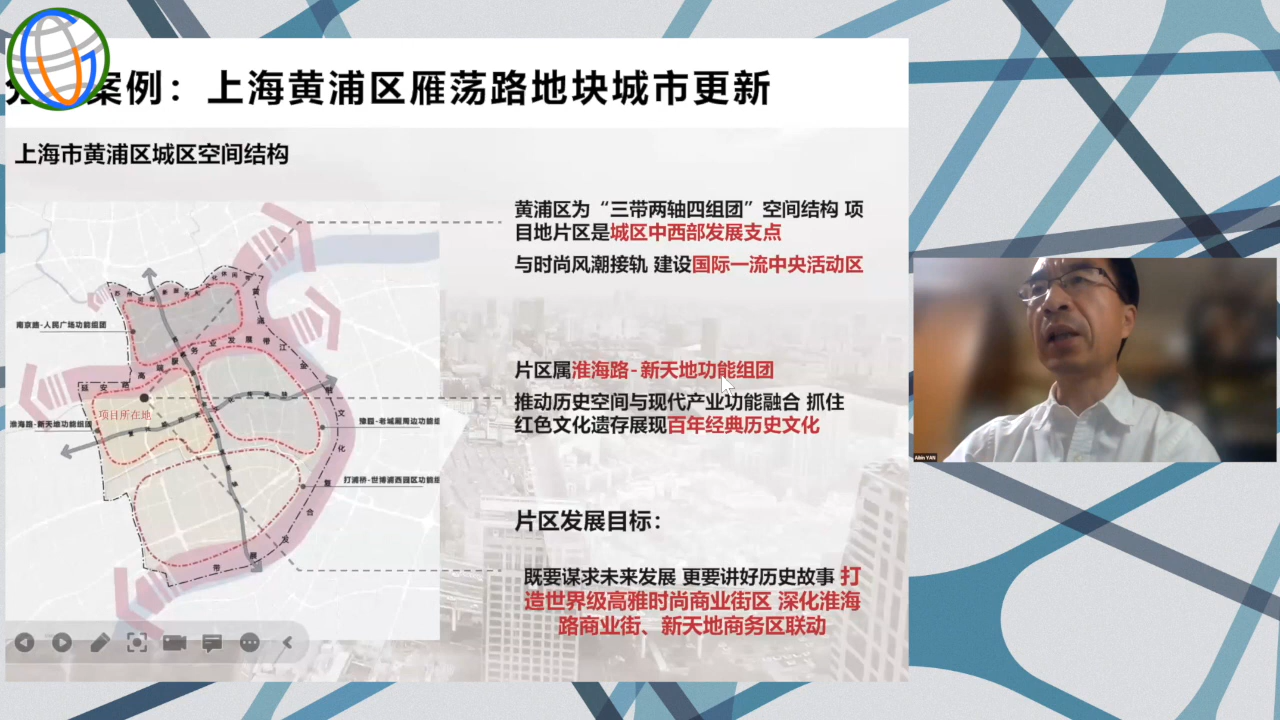 案例：上海黄浦区雁荡路地块城市更新
上海市黄浦区城区空间结构
黄浦区为“三带两轴四组团”空间结构 项
目地片区是城区中西部发展支点
与时尚风潮接轨 建设国际一流中央活动区
片区属淮海路-新天地功能组团
推动历史空间与现代产业功能融合 抓住
红色文化遗存展现百年经典历史文化
片区发展目标：
既要谋求未来发展 更要讲好历史故事 打
造世界级高雅时尚商业街区 深化淮海
路商业街、新天地商务区联动
南京路-人民广场功能组团
项目所在地
淮海路-新天地功能组团
豫园-老城厢周边功能组
打浦桥-世博浦西园区功能组
Albin YAN